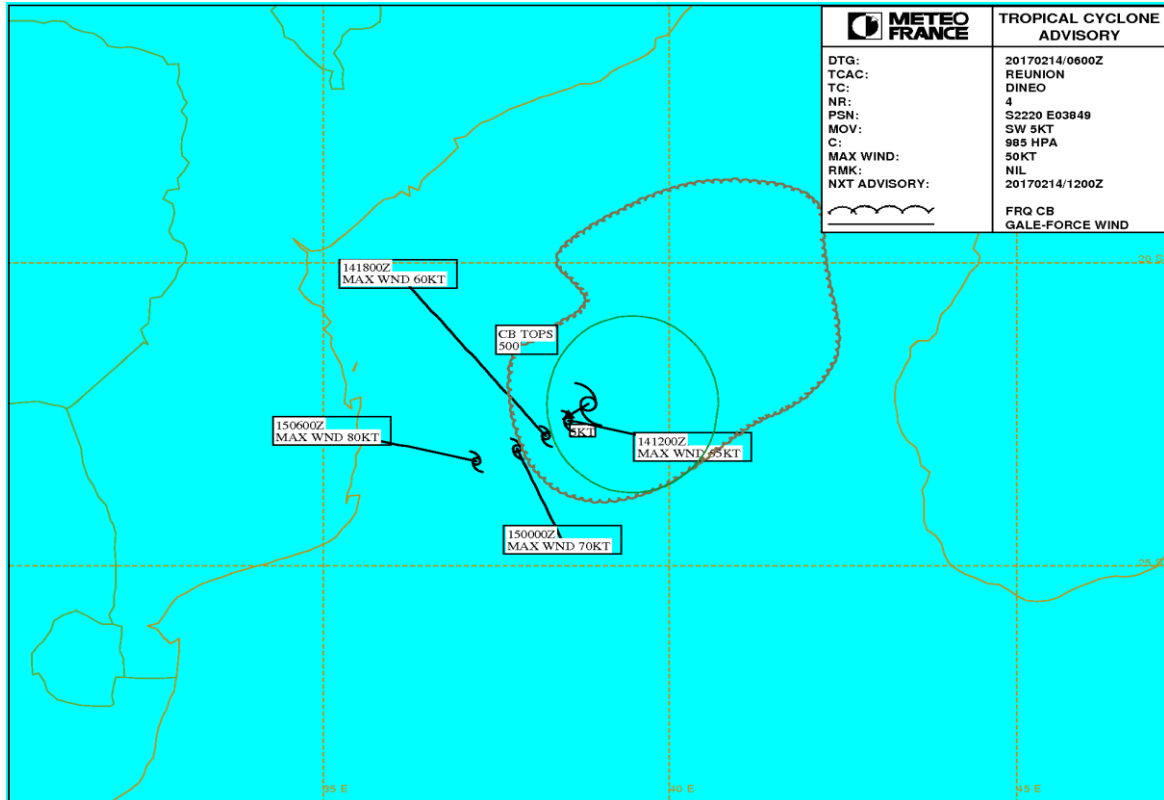 METEO
FRANCE
TROPICAL CYCLONE
ADVISORY
DTG: 20170214/0600Z
TCAC: REUNION
TC: DINEO
NR: 4
PSN: S2220 E03849
MOV: SW 5KT
C: 985 HPA
MAX WIND: 50KT
RMK: NIL
NXT ADVISORY: 20170214/1200Z
FRQ CB
GALE-FORCE WIND
20 S
141800Z
MAX WND 60KT
CB TOPS
500
150600Z
MAX WND 80KT
5KT
141200Z
MAX WND 55KT
150000Z
MAX WND 70KT
25 S
35 E
40 E
45 E